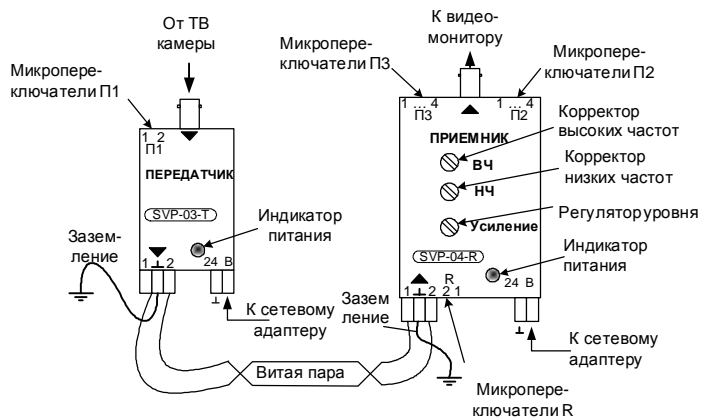 От ТВ
камеры
Микропере-
ключатели П1
1 2
П1
ПЕРЕДАТЧИК
SVP-03-T
Индикатор
питания
Зазем-
ление
1 ⊥ 2
24 В
⊥
К сетевому
адаптеру
Витая пара
К видео-
монитору
Микропере-
ключатели П3
Микропере-
ключатели П2
1 ... 4
П3
1 ... 4
П2
ПРИЕМНИК
ВЧ
НЧ
Усиление
SVP-04-R
Корректор
высоких частот
Корректор
низких частот
Регулятор уровня
Индикатор
питания
Зазем
ление
1 ⊥ 2
R
2 1
24 В
⊥
К сетевому
адаптеру
Микропере-
ключатели R